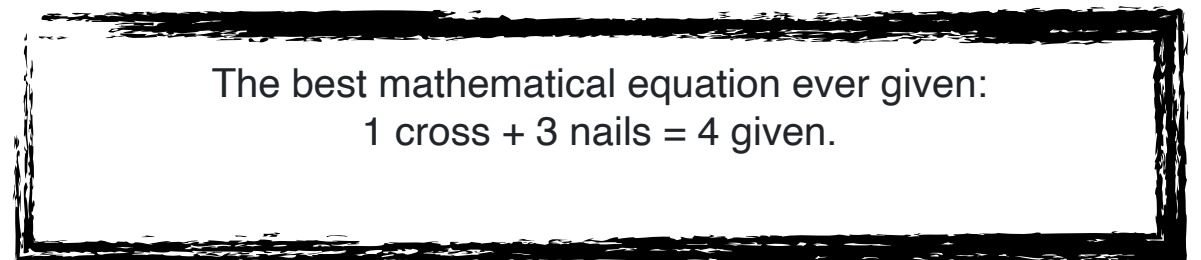 The best mathematical equation ever given:
1 cross + 3 nails = 4 given.